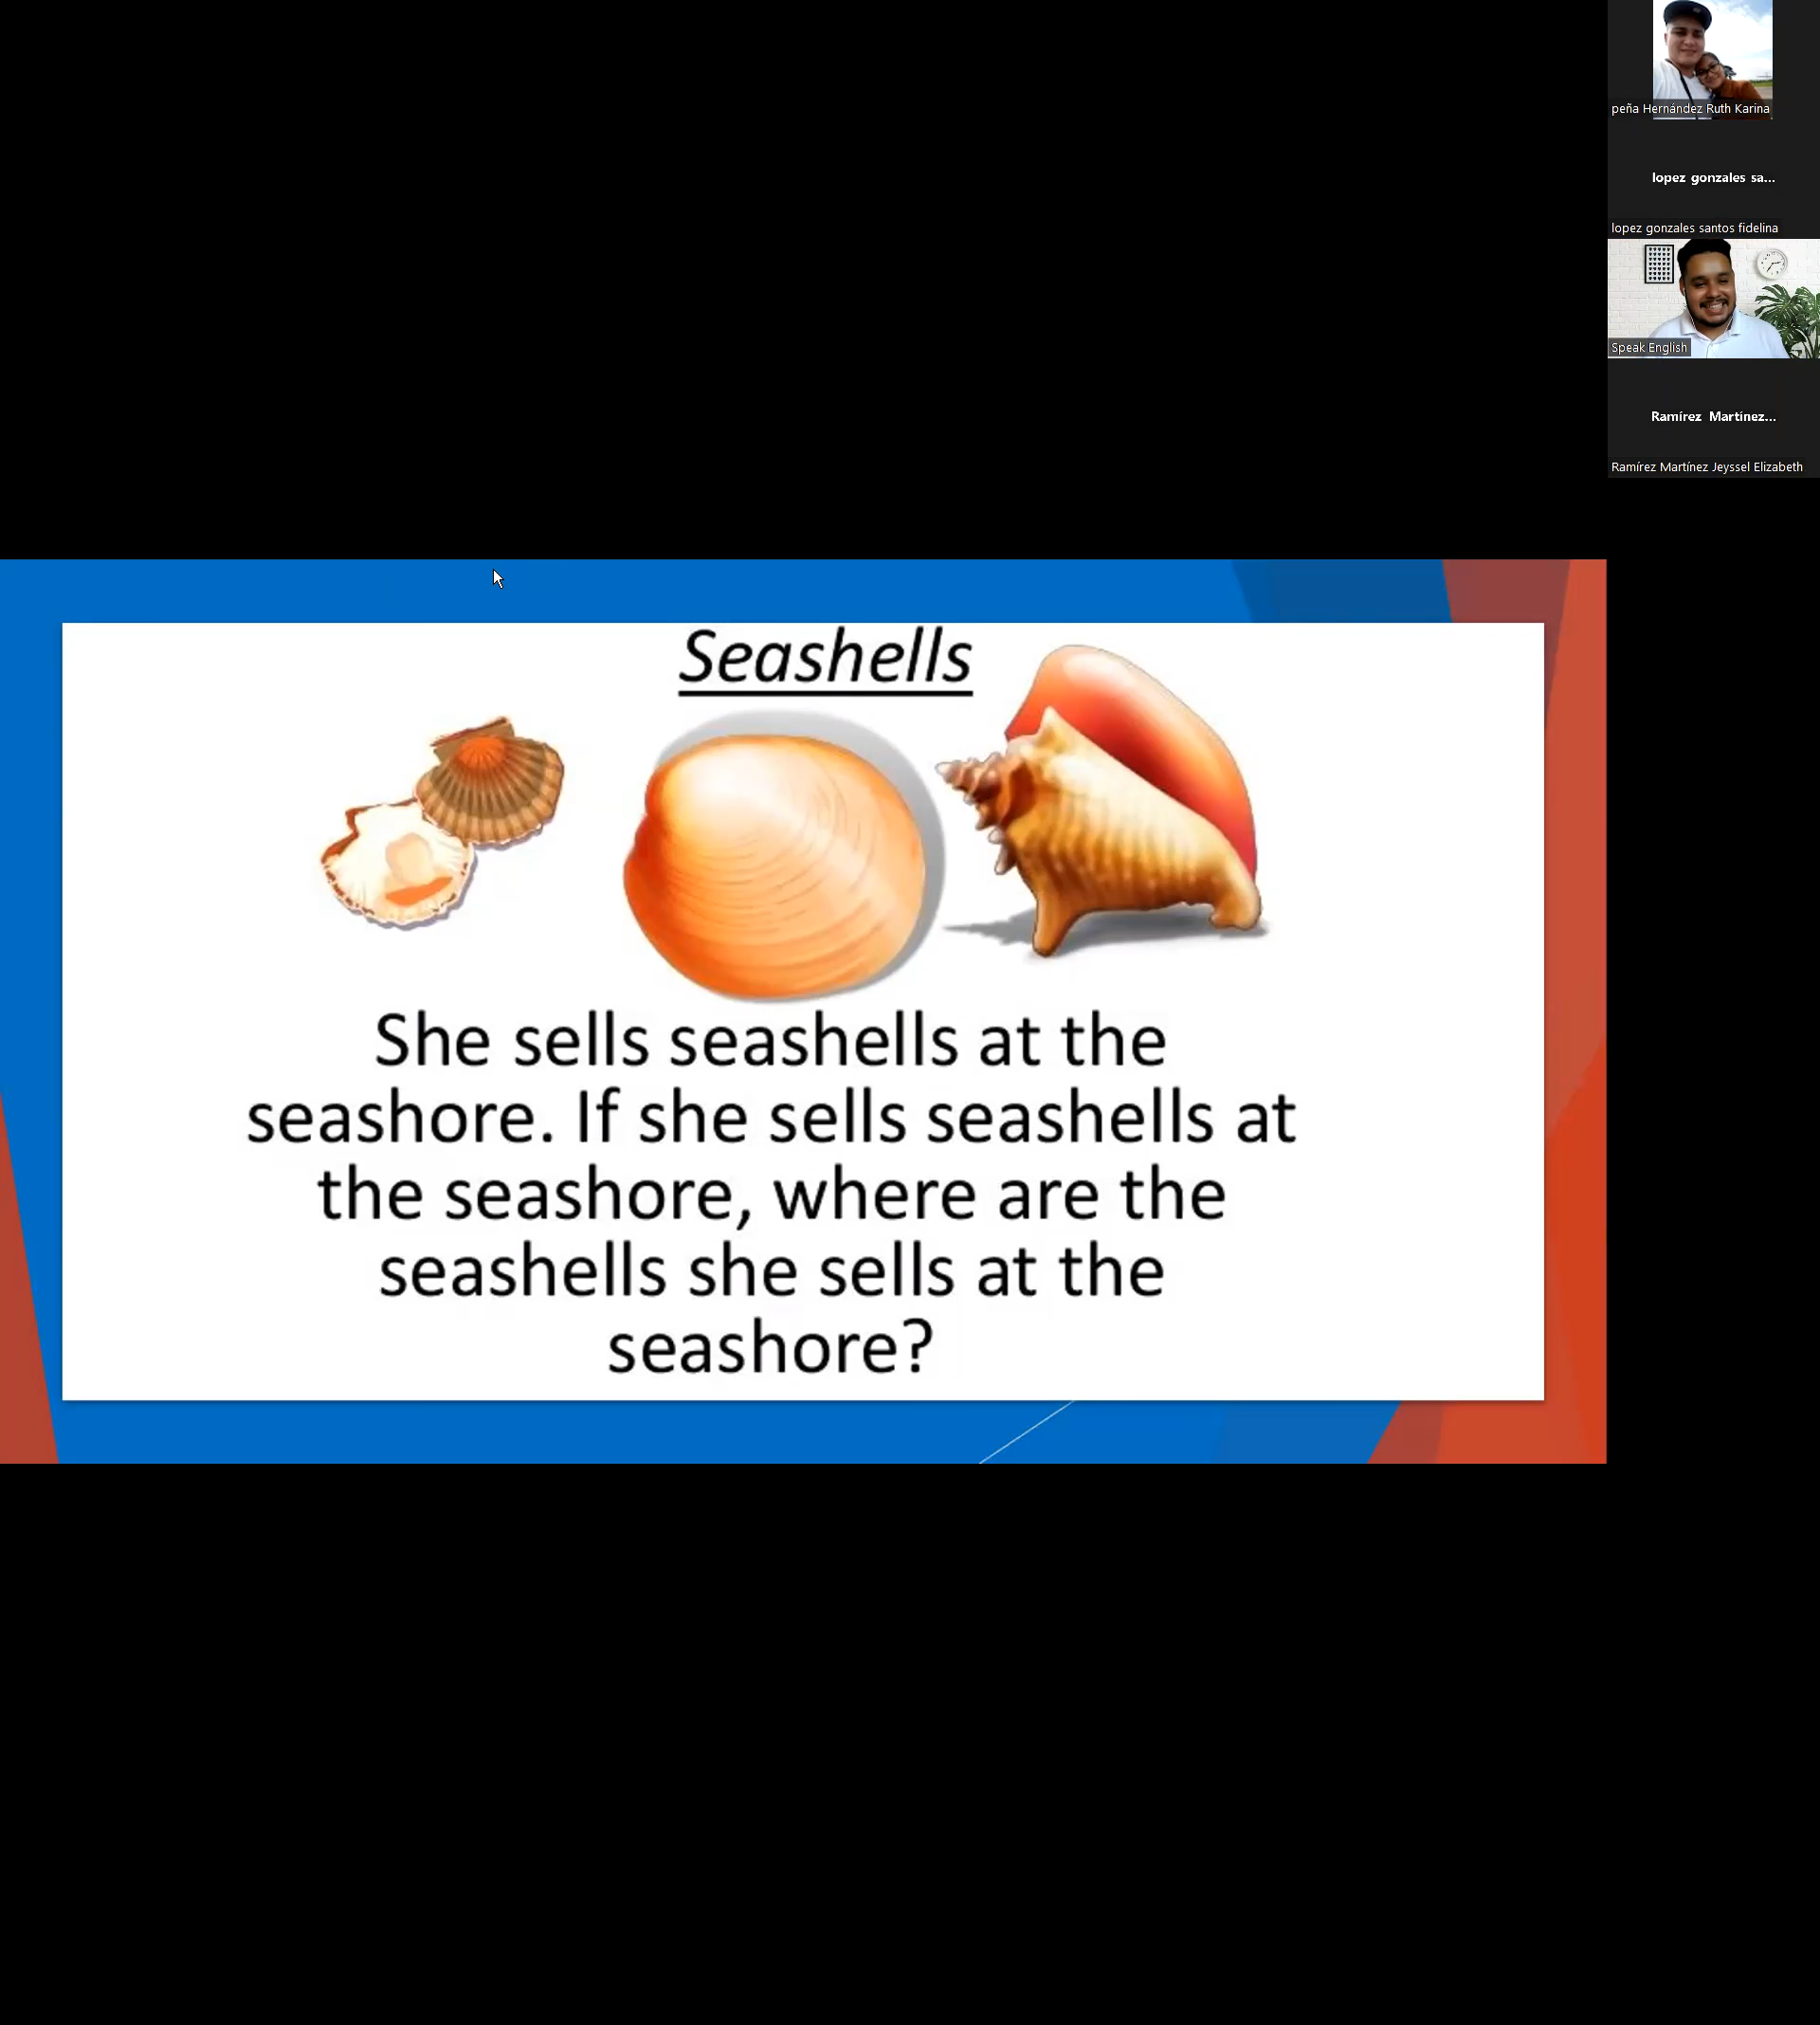 peña Hernández Ruth Karina
lopez gonzales sa...
lopez gonzales santos fidelina
Speak English
Ramírez Martínez...
Ramírez Martínez Jeyssel Elizabeth
Seashells
She sells seashells at the
seashore. If she sells seashells at
the seashore, where are the
seashells she sells at the
seashore?